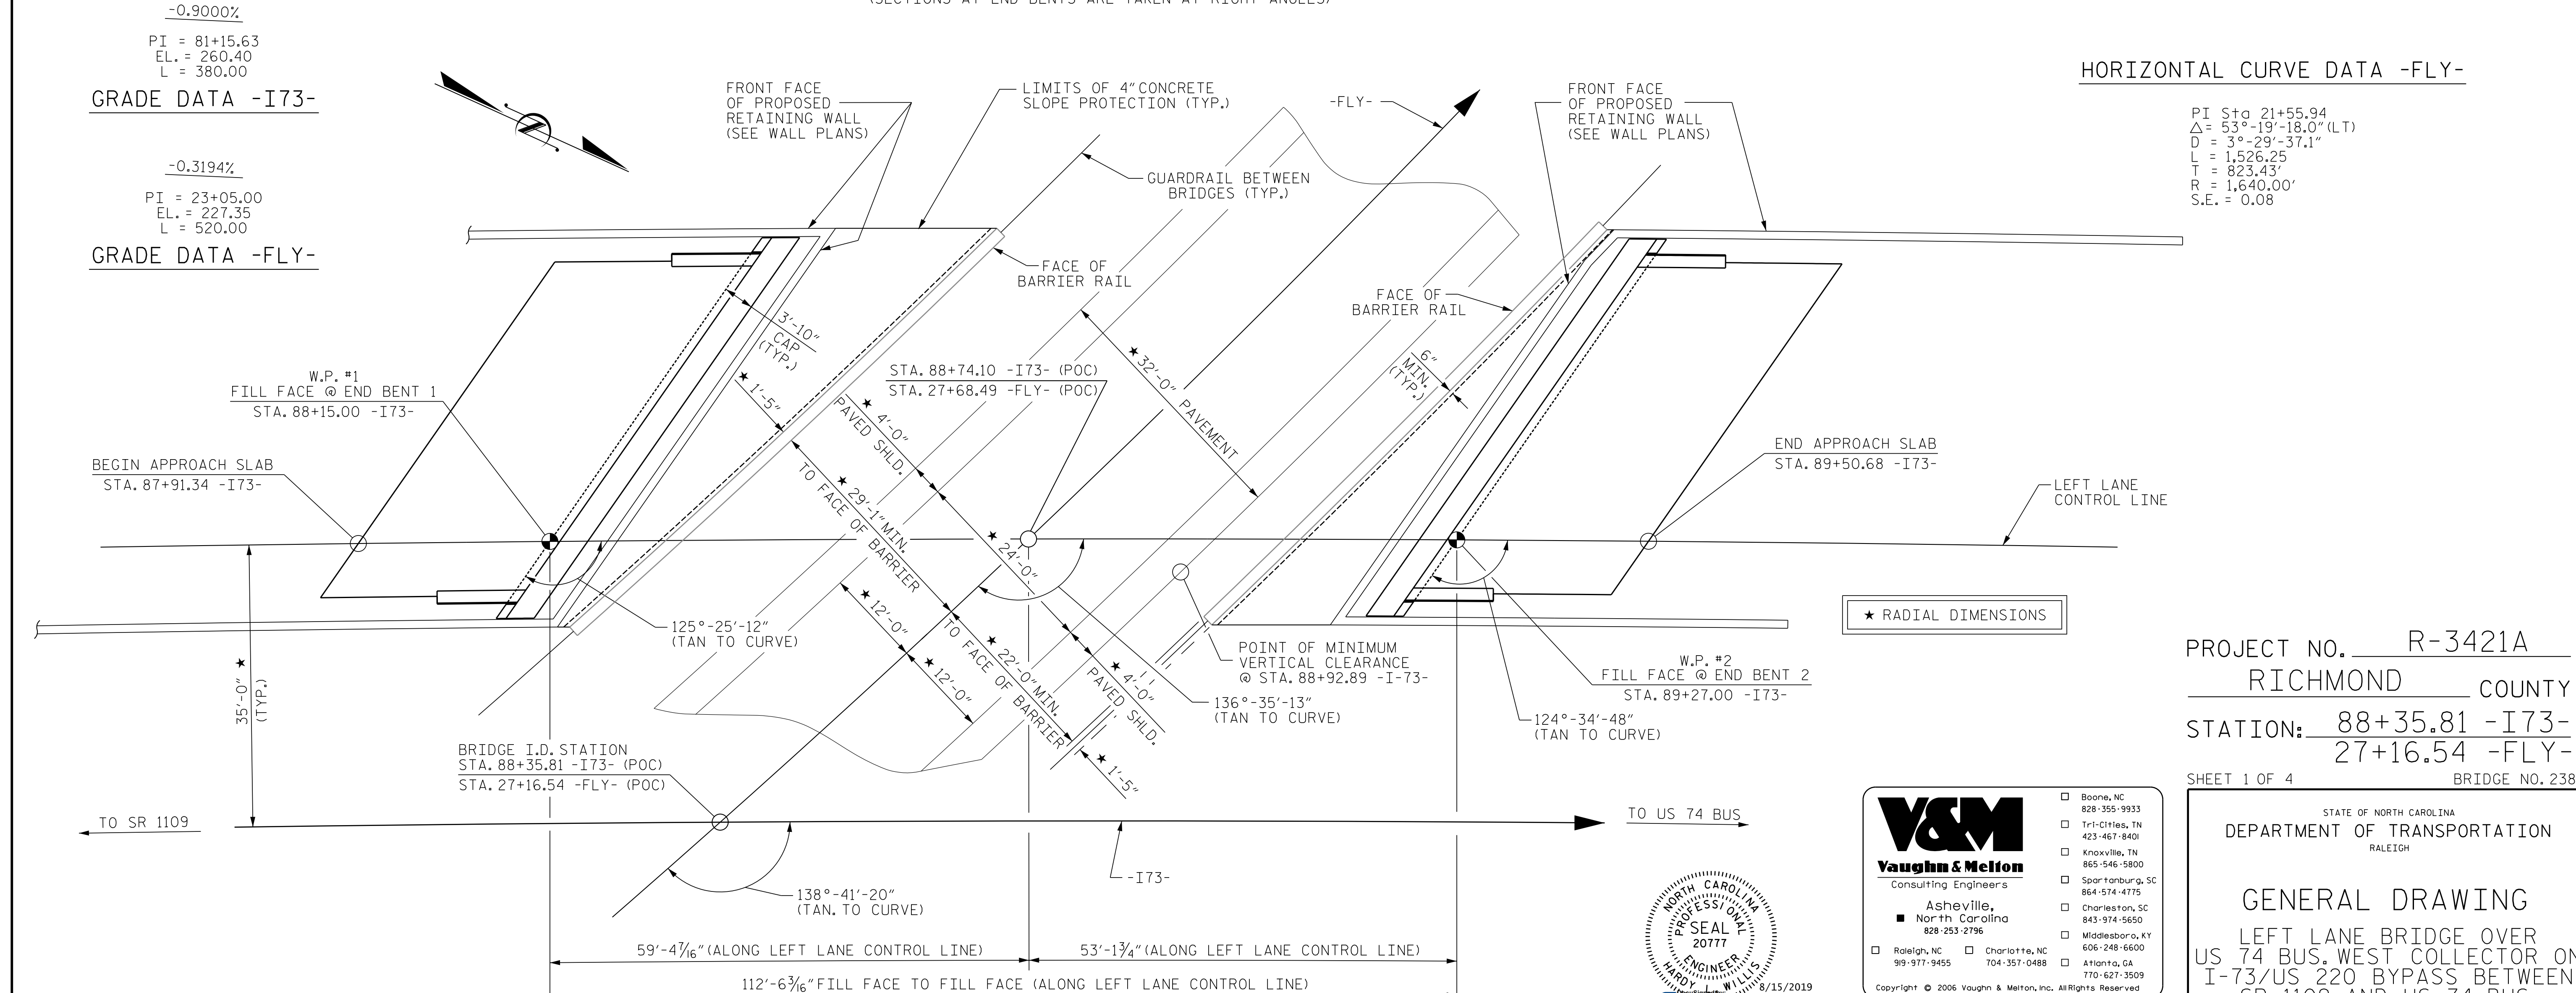 (SECTIONS AT END BENTS ARE TAKEN AT RIGHT ANGLES)
-0.9000%
PI = 81+15.63
EL. = 260.40
L = 380.00
GRADE DATA -I73-
-0.3194%
PI = 23+05.00
EL. = 227.35
L = 520.00
GRADE DATA -FLY-
HORIZONTAL CURVE DATA -FLY-
PI Sta 21+55.94
△= 53°-19'-18.0" (LT)
D = 3°-29'-37.1"
L = 1,526.25
T = 823.43'
R = 1,640.00'
S.E. = 0.08
FRONT FACE
OF PROPOSED
RETAINING WALL
(SEE WALL PLANS)
LIMITS OF 4" CONCRETE
SLOPE PROTECTION (TYP.)
-FLY-
FRONT FACE
OF PROPOSED
RETAINING WALL
(SEE WALL PLANS)
GUARDRAIL BETWEEN
BRIDGES (TYP.)
FACE OF
BARRIER RAIL
FACE OF
BARRIER RAIL
3'-10"
CAP
(TYP.)
★ 1'-5"
★ 4'-0"
PAVED SHLD.
STA. 88+74.10 -I73- (POC)
STA. 27+68.49 -FLY- (POC)
★ 32'-0" PAVEMENT
6"
MIN.
(TYP.)
W.P. #1
FILL FACE @ END BENT 1
STA. 88+15.00 -I73-
BEGIN APPROACH SLAB
STA. 87+91.34 -I73-
END APPROACH SLAB
STA. 89+50.68 -I73-
LEFT LANE
CONTROL LINE
★ 29'-1" MIN.
TO FACE OF BARRIER
★ 24'-0"
★ 12'-0"
★ 12'-0"
★ 22'-0" MIN.
TO FACE OF BARRIER
★ 4'-0"
PAVED SHLD.
★ 1'-5"
125°-25'-12"
(TAN TO CURVE)
35'-0" ★
(TYP.)
POINT OF MINIMUM
VERTICAL CLEARANCE
@ STA. 88+92.89 -I-73-
136°-35'-13"
(TAN TO CURVE)
W.P. #2
FILL FACE @ END BENT 2
STA. 89+27.00 -I73-
124°-34'-48"
(TAN TO CURVE)
★ RADIAL DIMENSIONS
BRIDGE I.D. STATION
STA. 88+35.81 -I73- (POC)
STA. 27+16.54 -FLY- (POC)
TO SR 1109
TO US 74 BUS
-I73-
138°-41'-20"
(TAN. TO CURVE)
59'-4 7/16" (ALONG LEFT LANE CONTROL LINE)
53'-1 3/4" (ALONG LEFT LANE CONTROL LINE)
112'-6 3/16" FILL FACE TO FILL FACE (ALONG LEFT LANE CONTROL LINE)
NORTH CAROLINA
PROFESSIONAL
SEAL
20777
ENGINEER
HARDY L. WILLIS
8/15/2019
V&M
Vaughn & Melton
Consulting Engineers
Asheville,
North Carolina
828·253·2796
Raleigh, NC
919·977·9455
Charlotte, NC
704·357·0488
Boone, NC
828·355·9933
Tri-Cities, TN
423·467·8401
Knoxville, TN
865·546·5800
Spartanburg, SC
864·574·4775
Charleston, SC
843·974·5650
Middlesboro, KY
606·248·6600
Atlanta, GA
770·627·3509
Copyright © 2006 Vaughn & Melton, Inc. All Rights Reserved
PROJECT NO. R-3421A
RICHMOND COUNTY
STATION: 88+35.81 -I73-
27+16.54 -FLY-
SHEET 1 OF 4 BRIDGE NO. 238
STATE OF NORTH CAROLINA
DEPARTMENT OF TRANSPORTATION
RALEIGH
GENERAL DRAWING
LEFT LANE BRIDGE OVER
US 74 BUS. WEST COLLECTOR ON
I-73/US 220 BYPASS BETWEEN
SR 1109 AND US 74 BUS